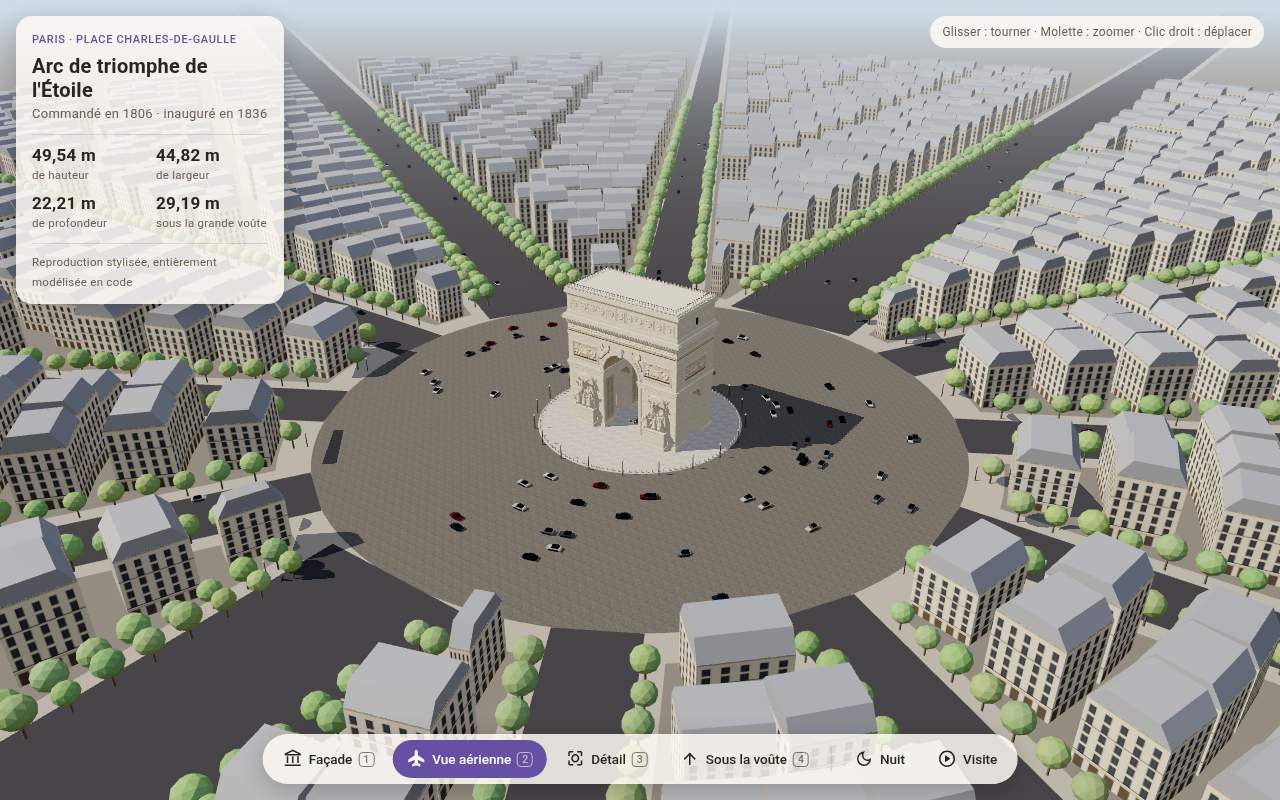 PARIS · PLACE CHARLES-DE-GAULLE
Arc de triomphe de
l'Étoile
Commandé en 1806 · inauguré en 1836
49,54 m
de hauteur
44,82 m
de largeur
22,21 m
de profondeur
29,19 m
sous la grande voûte
Reproduction stylisée, entièrement
modélisée en code
Glisser : tourner · Molette : zoomer · Clic droit : déplacer
Façade 1
Vue aérienne 2
Détail 3
Sous la voûte 4
Nuit
Visite